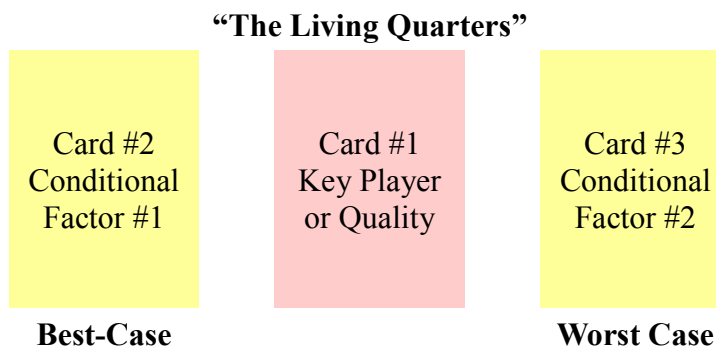 “The Living Quarters”
Card #2
Conditional
Factor #1
Card #1
Key Player
or Quality
Card #3
Conditional
Factor #2
Best-Case
Worst Case